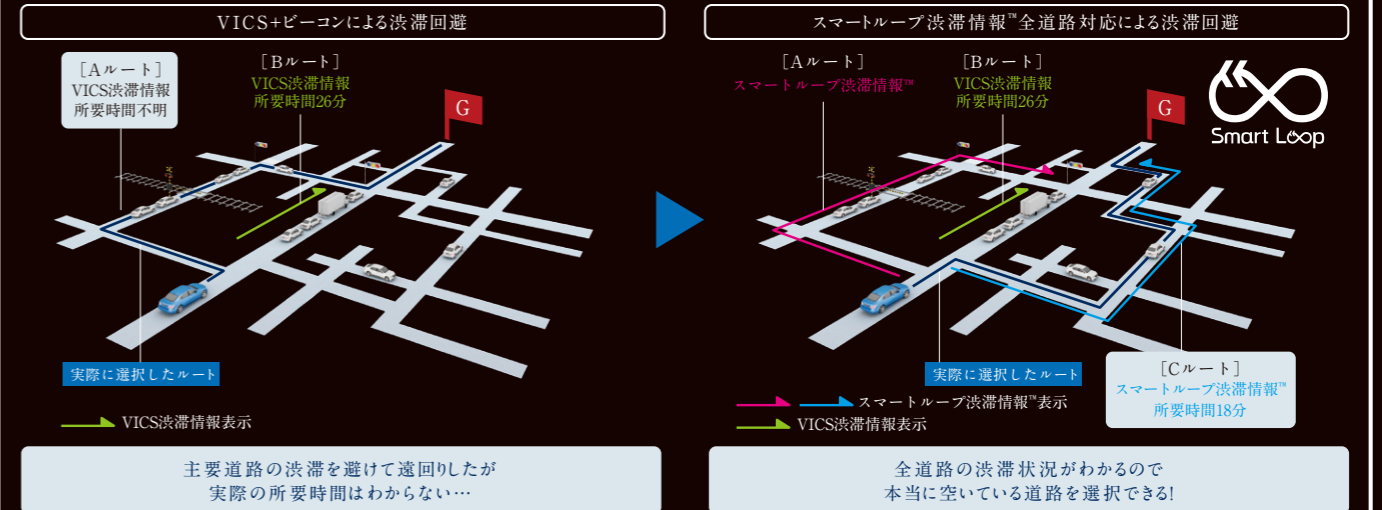 VICS+ビーコンによる渋滞回避
[Aルート]
VICS渋滞情報
所要時間不明
[Bルート]
VICS渋滞情報
所要時間26分
G
実際に選択したルート
VICS渋滞情報表示
主要道路の渋滞を避けて遠回りしたが
実際の所要時間はわからない…
スマートループ渋滞情報™全道路対応による渋滞回避
[Aルート]
スマートループ渋滞情報™
[Bルート]
VICS渋滞情報
所要時間26分
G
Smart Loop
実際に選択したルート
[Cルート]
スマートループ渋滞情報™
所要時間18分
スマートループ渋滞情報™表示
VICS渋滞情報表示
全道路の渋滞状況がわかるので
本当に空いている道路を選択できる!